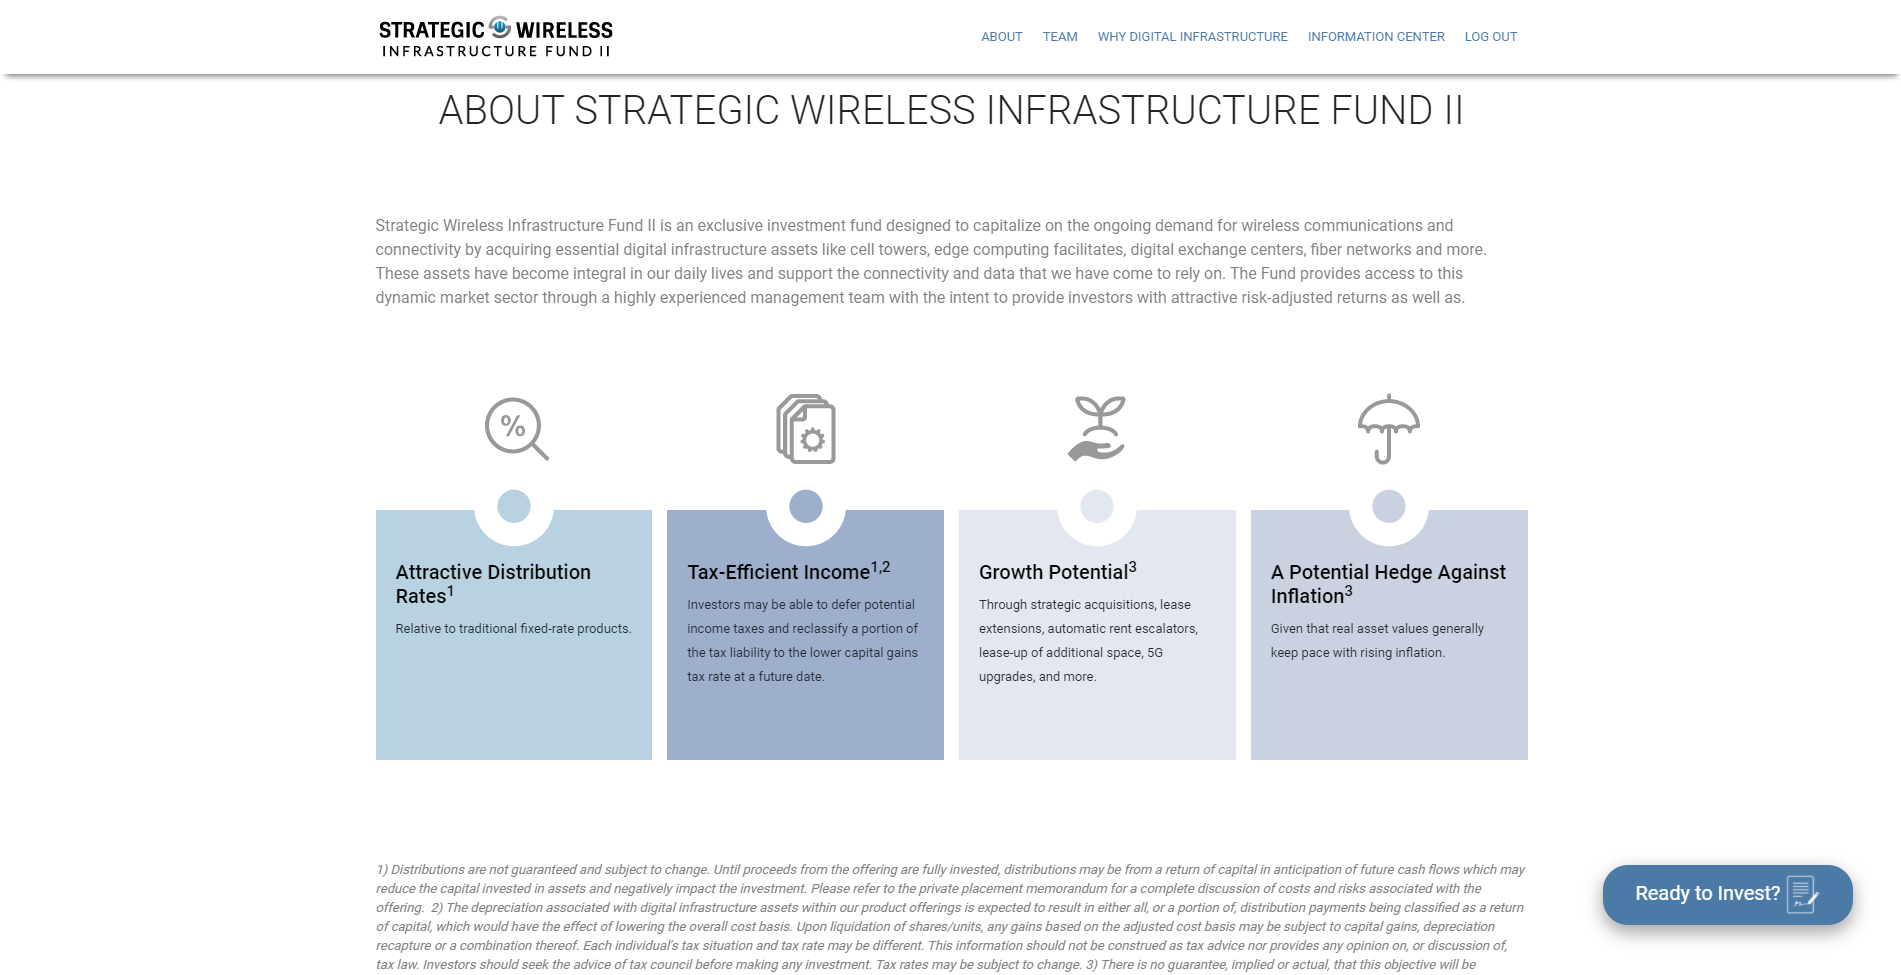 STRATEGIC WIRELESS
INFRASTRUCTURE FUND II
ABOUT TEAM WHY DIGITAL INFRASTRUCTURE INFORMATION CENTER LOG OUT
ABOUT STRATEGIC WIRELESS INFRASTRUCTURE FUND II
Strategic Wireless Infrastructure Fund II is an exclusive investment fund designed to capitalize on the ongoing demand for wireless communications and
connectivity by acquiring essential digital infrastructure assets like cell towers, edge computing facilitates, digital exchange centers, fiber networks and more.
These assets have become integral in our daily lives and support the connectivity and data that we have come to rely on. The Fund provides access to this
dynamic market sector through a highly experienced management team with the intent to provide investors with attractive risk-adjusted returns as well as.
%
Attractive Distribution
Rates1
Relative to traditional fixed-rate products.
Tax-Efficient Income1,2
Investors may be able to defer potential
income taxes and reclassify a portion of
the tax liability to the lower capital gains
tax rate at a future date.
Growth Potential3
Through strategic acquisitions, lease
extensions, automatic rent escalators,
lease-up of additional space, 5G
upgrades, and more.
A Potential Hedge Against
Inflation3
Given that real asset values generally
keep pace with rising inflation.
1) Distributions are not guaranteed and subject to change. Until proceeds from the offering are fully invested, distributions may be from a return of capital in anticipation of future cash flows which may
reduce the capital invested in assets and negatively impact the investment. Please refer to the private placement memorandum for a complete discussion of costs and risks associated with the
offering. 2) The depreciation associated with digital infrastructure assets within our product offerings is expected to result in either all, or a portion of, distribution payments being classified as a return
of capital, which would have the effect of lowering the overall cost basis. Upon liquidation of shares/units, any gains based on the adjusted cost basis may be subject to capital gains, depreciation
recapture or a combination thereof. Each individual's tax situation and tax rate may be different. This information should not be construed as tax advice nor provides any opinion on, or discussion of,
tax law. Investors should seek the advice of tax council before making any investment. Tax rates may be subject to change. 3) There is no guarantee, implied or actual, that this objective will be
Ready to Invest?